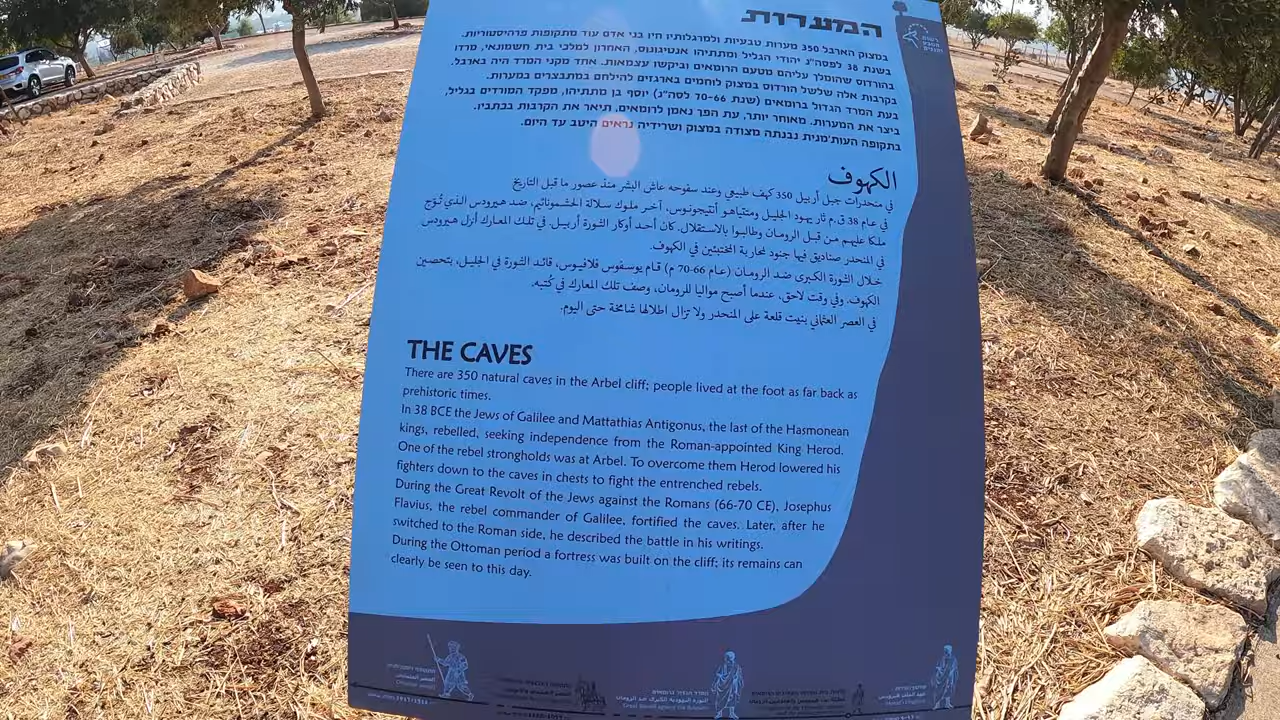 המערות
במצוק הארבל 350 מערות טבעיות ולמרגלותיו חיו בני אדם עוד מתקופות פרהיסטוריות.
בשנת 38 לפסה"נ יהודי הגליל ומתתיהו אנטיגונוס, האחרון למלכי בית חשמונאי, מרדו
בהורדוס שהומלך עליהם מטעם הרומאים וביקשו עצמאות. אחד מקני המרד היה בארבל.
בקרבות אלה שלשל הורדוס במצוק לוחמים בארגזים להילחם במתבצרים במערות.
בעת המרד הגדול ברומאים (שנת 70-66 לסה"נ) יוסף בן מתתיהו, מפקד המורדים בגליל,
ביצר את המערות. מאוחר יותר, עת הפך נאמן לרומאים, תיאר את הקרבות בכתביו.
בתקופה העות'מנית נבנתה מצודה במצוק ושרידיה נראים היטב עד היום.
الكهوف
في منحدرات جبل أربيل 350 كهف طبيعي وعند سفوحه عاش البشر منذ عصور ما قبل التاريخ
في عام 38 ق.م ثار يهود الجليل ومتتياهو أنتيجونوس، آخر ملوك سلالة الحشمونائيم، ضد هيرودس الذي تُوّج
ملكا عليهم من قبل الرومان وطالبوا بالاستقلال. كان أحد أوكار الثورة أربيل. في تلك المعارك أنزل هيرودس
في المنحدر صناديق فيها جنود لمحاربة المختبئين في الكهوف.
خلال الثورة الكبرى ضد الرومان (عام 66-70 م) قام يوسفوس فلافيوس، قائد الثورة في الجليل، بتحصين
الكهوف. وفي وقت لاحق، عندما أصبح مواليا للرومان، وصف تلك المعارك في كُتبه.
في العصر العثماني بنيت قلعة على المنحدر ولا تزال اطلالها شامخة حتى اليوم.
THE CAVES
There are 350 natural caves in the Arbel cliff; people lived at the foot as far back as
prehistoric times.
In 38 BCE the Jews of Galilee and Mattathias Antigonus, the last of the Hasmonean
kings, rebelled, seeking independence from the Roman-appointed King Herod.
One of the rebel strongholds was at Arbel. To overcome them Herod lowered his
fighters down to the caves in chests to fight the entrenched rebels.
During the Great Revolt of the Jews against the Romans (66-70 CE), Josephus
Flavius, the rebel commander of Galilee, fortified the caves. Later, after he
switched to the Roman side, he described the battle in his writings.
During the Ottoman period a fortress was built on the cliff; its remains can
clearly be seen to this day.